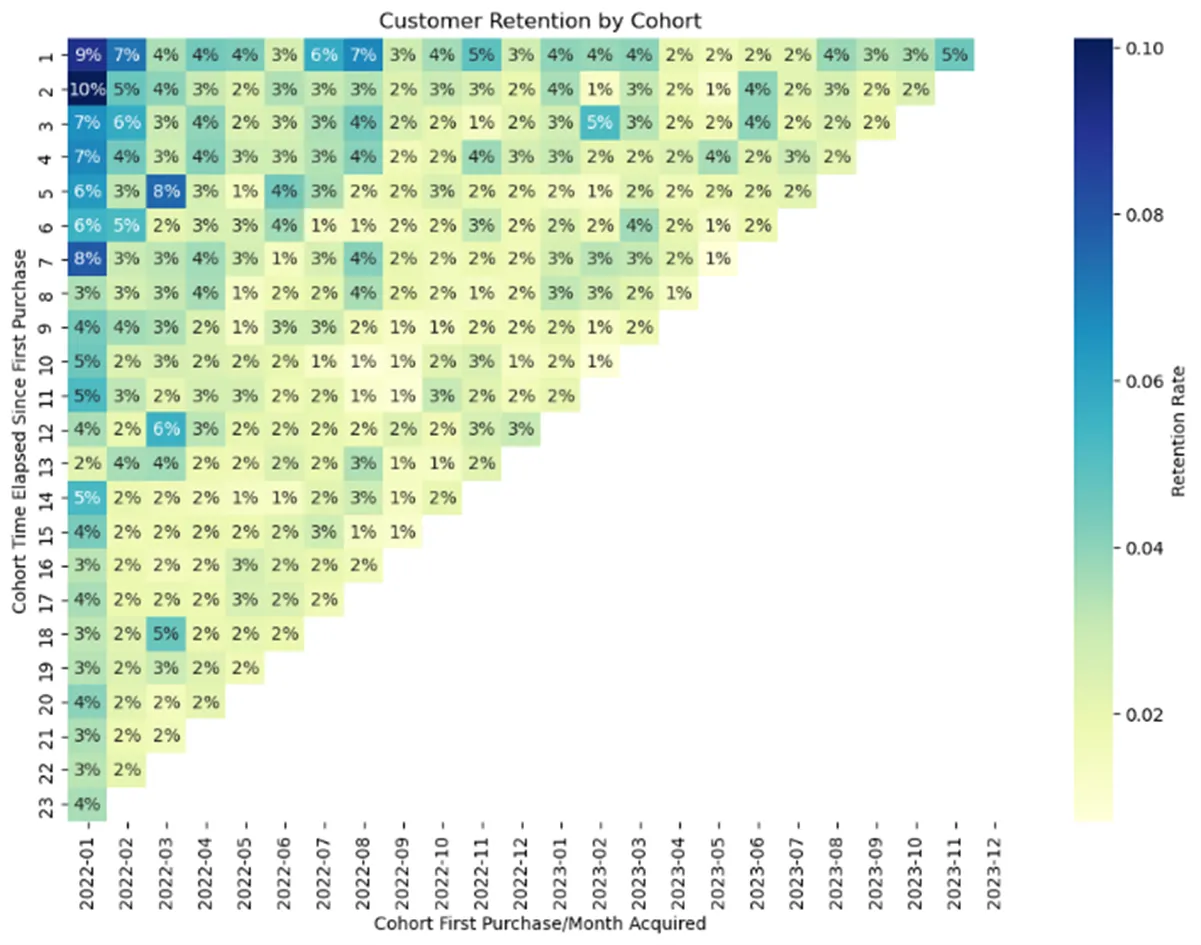 Customer Retention by Cohort
1 9% 7% 4% 4% 4% 3% 6% 7% 3% 4% 5% 3% 4% 4% 4% 2% 2% 2% 2% 4% 3% 3% 5%
2 10% 5% 4% 3% 2% 3% 3% 3% 2% 3% 3% 2% 4% 1% 3% 2% 1% 4% 2% 3% 2% 2%
3 7% 6% 3% 4% 2% 3% 3% 4% 2% 2% 1% 2% 3% 5% 3% 2% 2% 4% 2% 2% 2%
4 7% 4% 3% 4% 3% 3% 3% 4% 2% 2% 4% 3% 3% 2% 2% 2% 4% 2% 3% 2%
5 6% 3% 8% 3% 1% 4% 3% 2% 2% 3% 2% 2% 2% 1% 2% 2% 2% 2% 2%
6 6% 5% 2% 3% 3% 4% 1% 1% 2% 2% 3% 2% 2% 2% 4% 2% 1% 2%
7 8% 3% 3% 4% 3% 1% 3% 4% 2% 2% 2% 2% 3% 3% 3% 2% 1%
8 3% 3% 3% 4% 1% 2% 2% 4% 2% 2% 1% 2% 3% 3% 2% 1%
9 4% 4% 3% 2% 1% 3% 3% 2% 1% 1% 2% 2% 2% 1% 2%
10 5% 2% 3% 2% 2% 2% 1% 1% 1% 2% 3% 1% 2% 1%
11 5% 3% 2% 3% 3% 2% 2% 1% 1% 3% 2% 2% 2%
12 4% 2% 6% 3% 2% 2% 2% 2% 2% 2% 3% 3%
13 2% 4% 4% 2% 2% 2% 2% 3% 1% 1% 2%
14 5% 2% 2% 2% 1% 1% 2% 3% 1% 2%
15 4% 2% 2% 2% 2% 2% 3% 1% 1%
16 3% 2% 2% 2% 3% 2% 2% 2%
17 4% 2% 2% 2% 3% 2% 2%
18 3% 2% 5% 2% 2% 2%
19 3% 2% 3% 2% 2%
20 4% 2% 2% 2%
21 3% 2% 2%
22 3% 2%
23 4%
Cohort Time Elapsed Since First Purchase
2022-01 2022-02 2022-03 2022-04 2022-05 2022-06 2022-07 2022-08 2022-09 2022-10 2022-11 2022-12 2023-01 2023-02 2023-03 2023-04 2023-05 2023-06 2023-07 2023-08 2023-09 2023-10 2023-11 2023-12
Cohort First Purchase/Month Acquired
0.10
0.08
0.06
0.04
0.02
Retention Rate